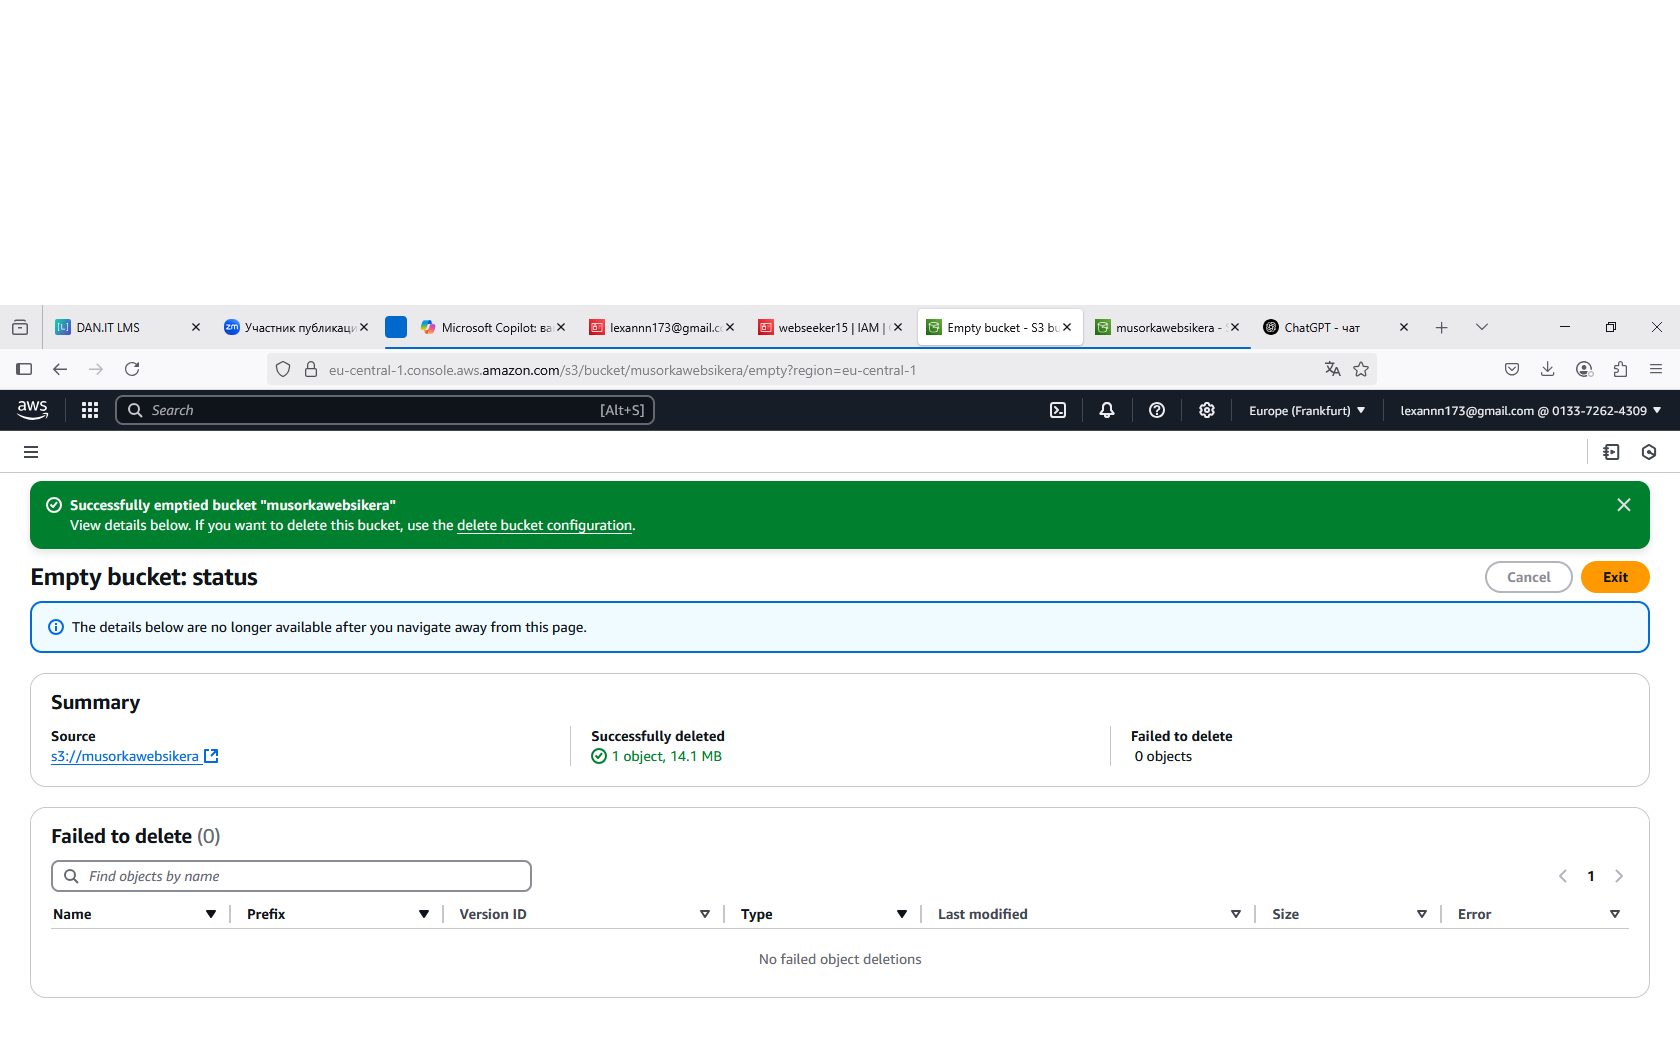 DAN.IT LMS
Участник публикаци
Microsoft Copilot: ва
lexannn173@gmail.c
webseeker15 | IAM |
Empty bucket - S3 bu
musorkawebsikera -
ChatGPT - чат
eu-central-1.console.aws.amazon.com/s3/bucket/musorkawebsikera/empty?region=eu-central-1
aws
Search
[Alt+S]
Europe (Frankfurt)
lexannn173@gmail.com @ 0133-7262-4309
Successfully emptied bucket "musorkawebsikera"
View details below. If you want to delete this bucket, use the delete bucket configuration.
Empty bucket: status
Cancel
Exit
The details below are no longer available after you navigate away from this page.
Summary
Source
s3://musorkawebsikera
Successfully deleted
1 object, 14.1 MB
Failed to delete
0 objects
Failed to delete (0)
Find objects by name
1
Name
Prefix
Version ID
Type
Last modified
Size
Error
No failed object deletions